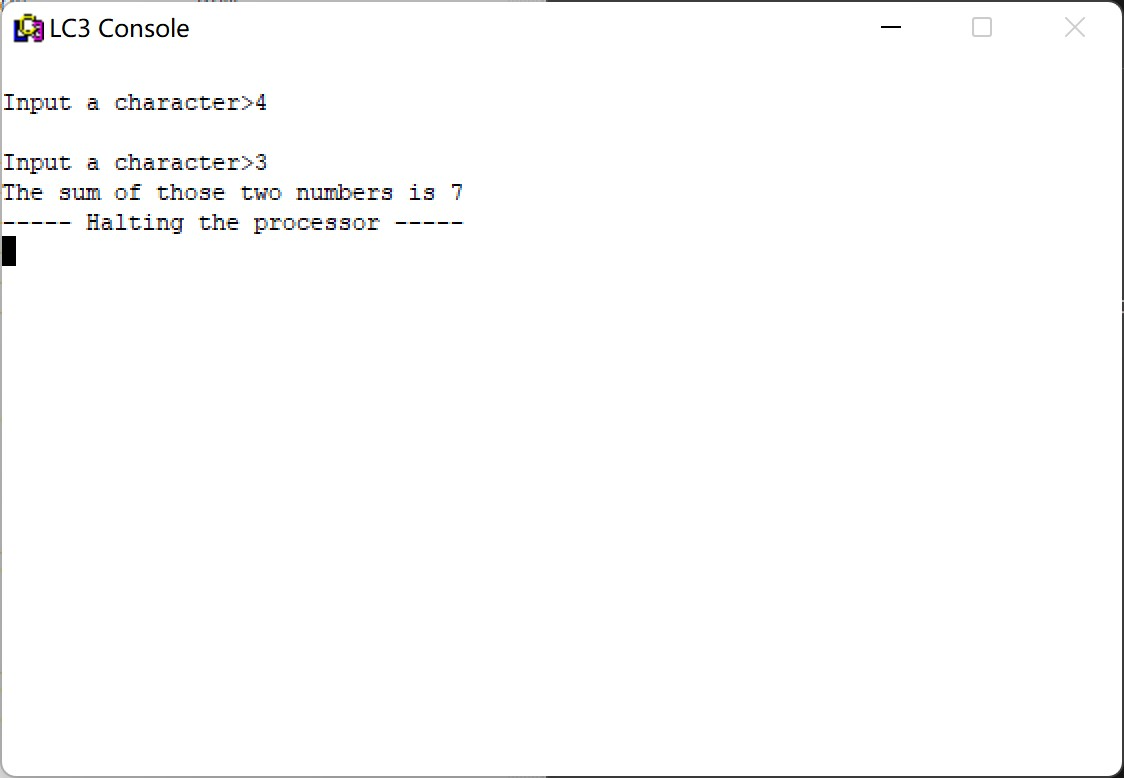 LC3 Console
Input a character>4
Input a character>3
The sum of those two numbers is 7
----- Halting the processor -----